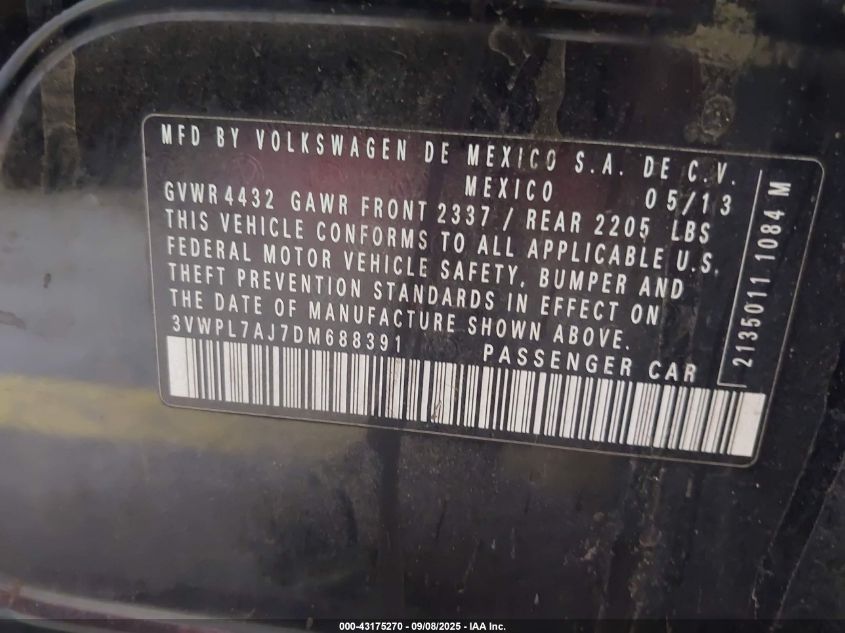 MFD BY VOLKSWAGEN DE MEXICO S.A. DE C.V.
MEXICO 05/13
GVWR 4432 GAWR FRONT 2337 / REAR 2205 LBS
THIS VEHICLE CONFORMS TO ALL APPLICABLE U.S.
FEDERAL MOTOR VEHICLE SAFETY, BUMPER AND
THEFT PREVENTION STANDARDS IN EFFECT ON
THE DATE OF MANUFACTURE SHOWN ABOVE.
3VWPL7AJ7DM688391 PASSENGER CAR
2135011 1084 M
000-43175270 - 09/08/2025 - IAA Inc.